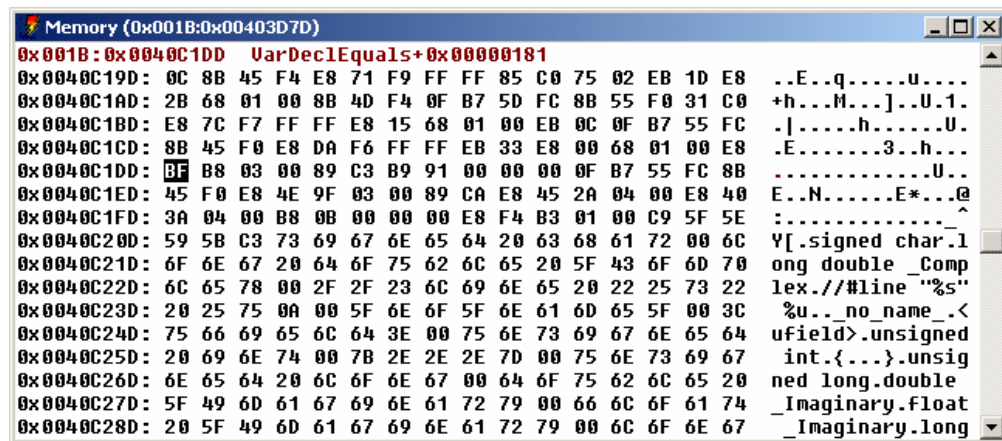 Memory (0x001B:0x00403D7D)
0x001B:0x0040C1DD VarDeclEquals+0x00000181
0x0040C19D: 0C 8B 45 F4 E8 71 F9 FF FF 85 C0 75 02 EB 1D E8 ..E..q.....u....
0x0040C1AD: 2B 68 01 00 8B 4D F4 0F B7 5D FC 8B 55 F0 31 C0 +h...M...]..U.1.
0x0040C1BD: E8 7C F7 FF FF E8 15 68 01 00 EB 0C 0F B7 55 FC .|.....h......U.
0x0040C1CD: 8B 45 F0 E8 DA F6 FF FF EB 33 E8 00 68 01 00 E8 .E.......3..h...
0x0040C1DD: BF B8 03 00 89 C3 B9 91 00 00 00 0F B7 55 FC 8B .............U..
0x0040C1ED: 45 F0 E8 4E 9F 03 00 89 CA E8 45 2A 04 00 E8 40 E..N......E*...@
0x0040C1FD: 3A 04 00 B8 0B 00 00 00 E8 F4 B3 01 00 C9 5F 5E :............._^
0x0040C20D: 59 5B C3 73 69 67 6E 65 64 20 63 68 61 72 00 6C Y[.signed char.l
0x0040C21D: 6F 6E 67 20 64 6F 75 62 6C 65 20 5F 43 6F 6D 70 ong double _Comp
0x0040C22D: 6C 65 78 00 2F 2F 23 6C 69 6E 65 20 22 25 73 22 lex.//#line "%s"
0x0040C23D: 20 25 75 0A 00 5F 6E 6F 5F 6E 61 6D 65 5F 00 3C %u.._no_name_.<
0x0040C24D: 75 66 69 65 6C 64 3E 00 75 6E 73 69 67 6E 65 64 ufield>.unsigned
0x0040C25D: 20 69 6E 74 00 7B 2E 2E 2E 7D 00 75 6E 73 69 67 int.{...}.unsig
0x0040C26D: 6E 65 64 20 6C 6F 6E 67 00 64 6F 75 62 6C 65 20 ned long.double
0x0040C27D: 5F 49 6D 61 67 69 6E 61 72 79 00 66 6C 6F 61 74 _Imaginary.float
0x0040C28D: 20 5F 49 6D 61 67 69 6E 61 72 79 00 6C 6F 6E 67 _Imaginary.long